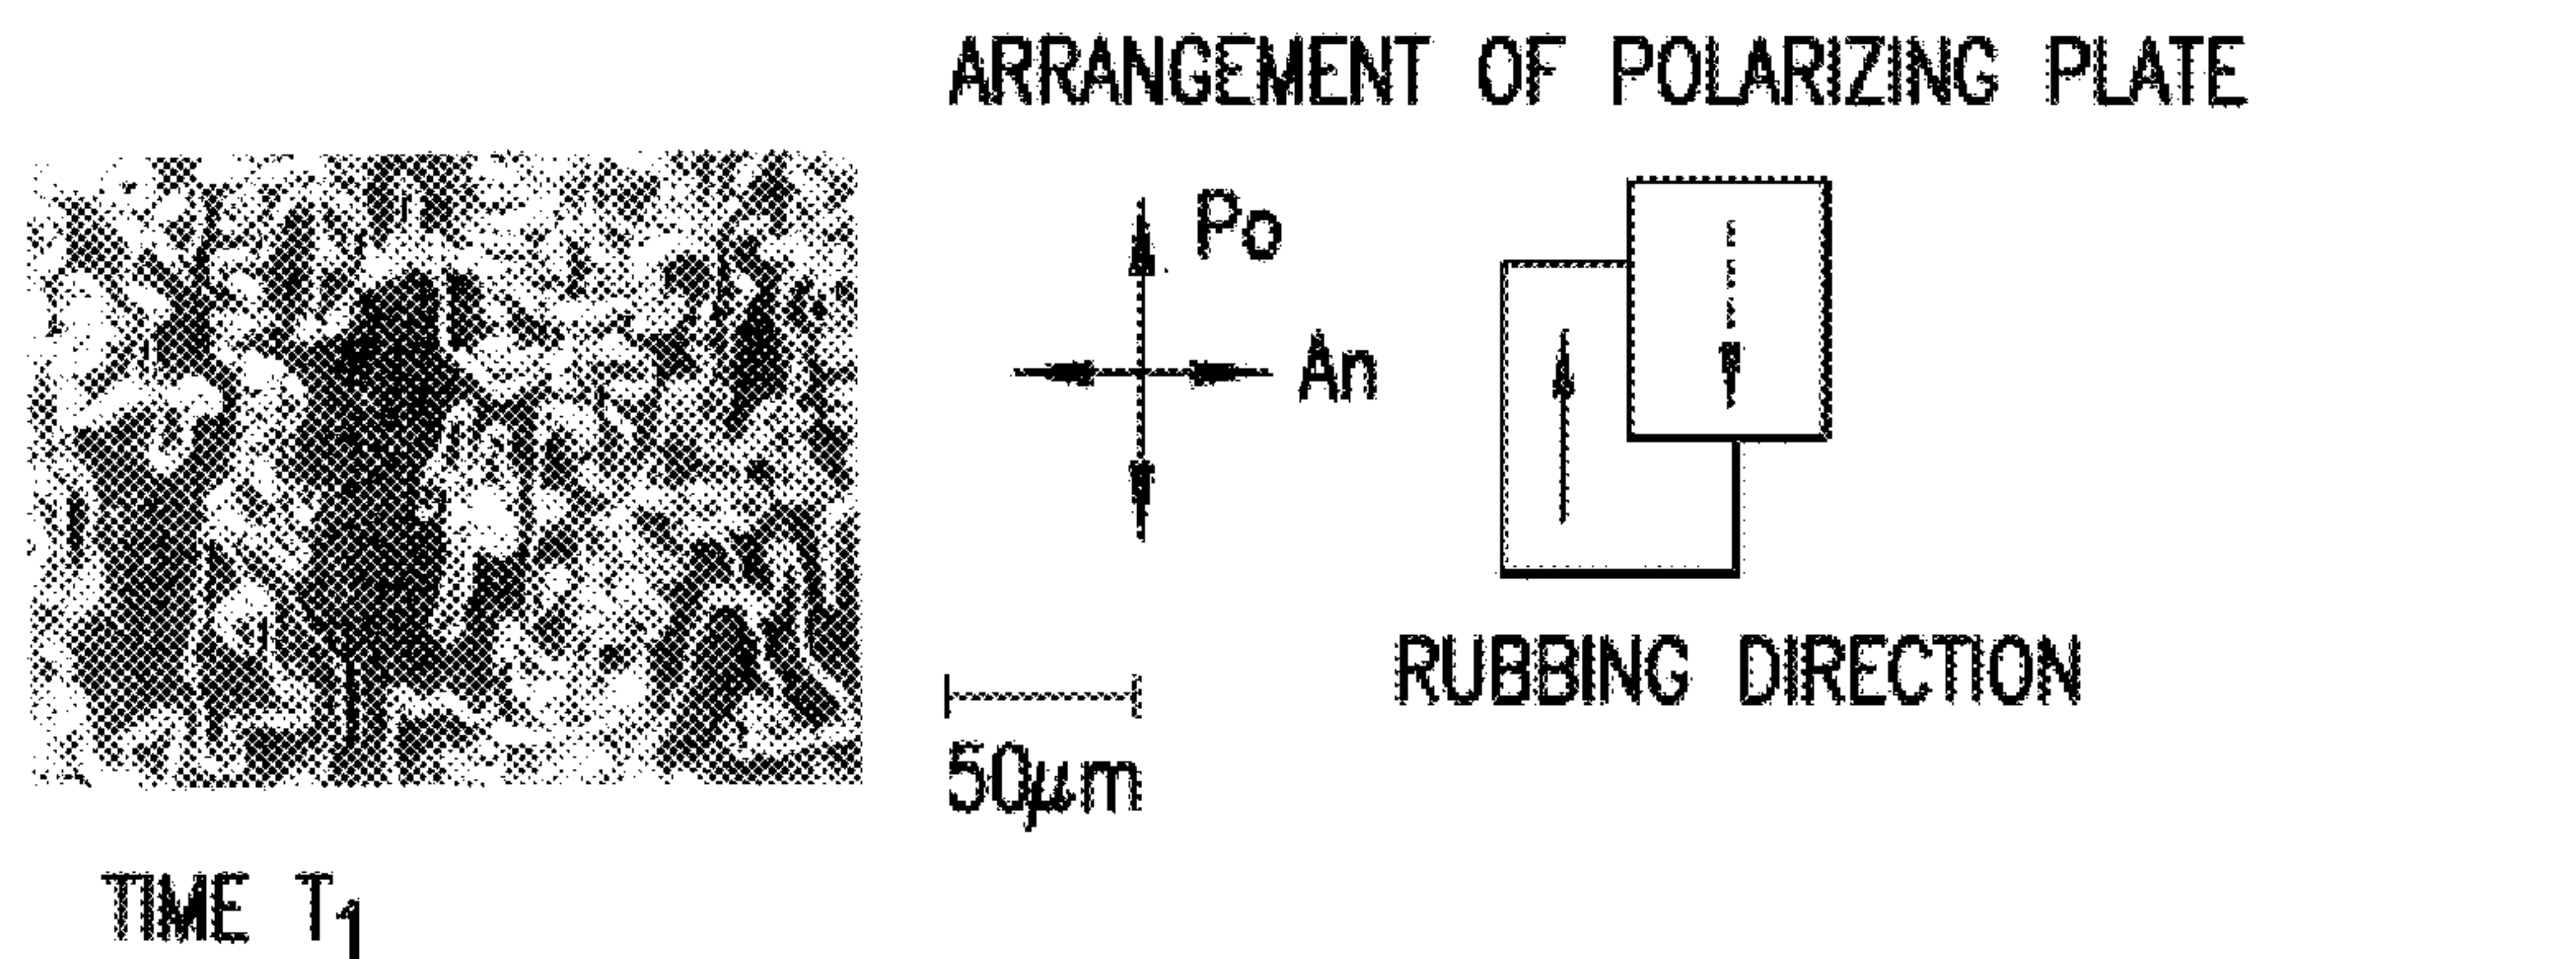 ARRANGEMENT OF POLARIZING PLATE
Po
An
RUBBING DIRECTION
50μm
TIME T1